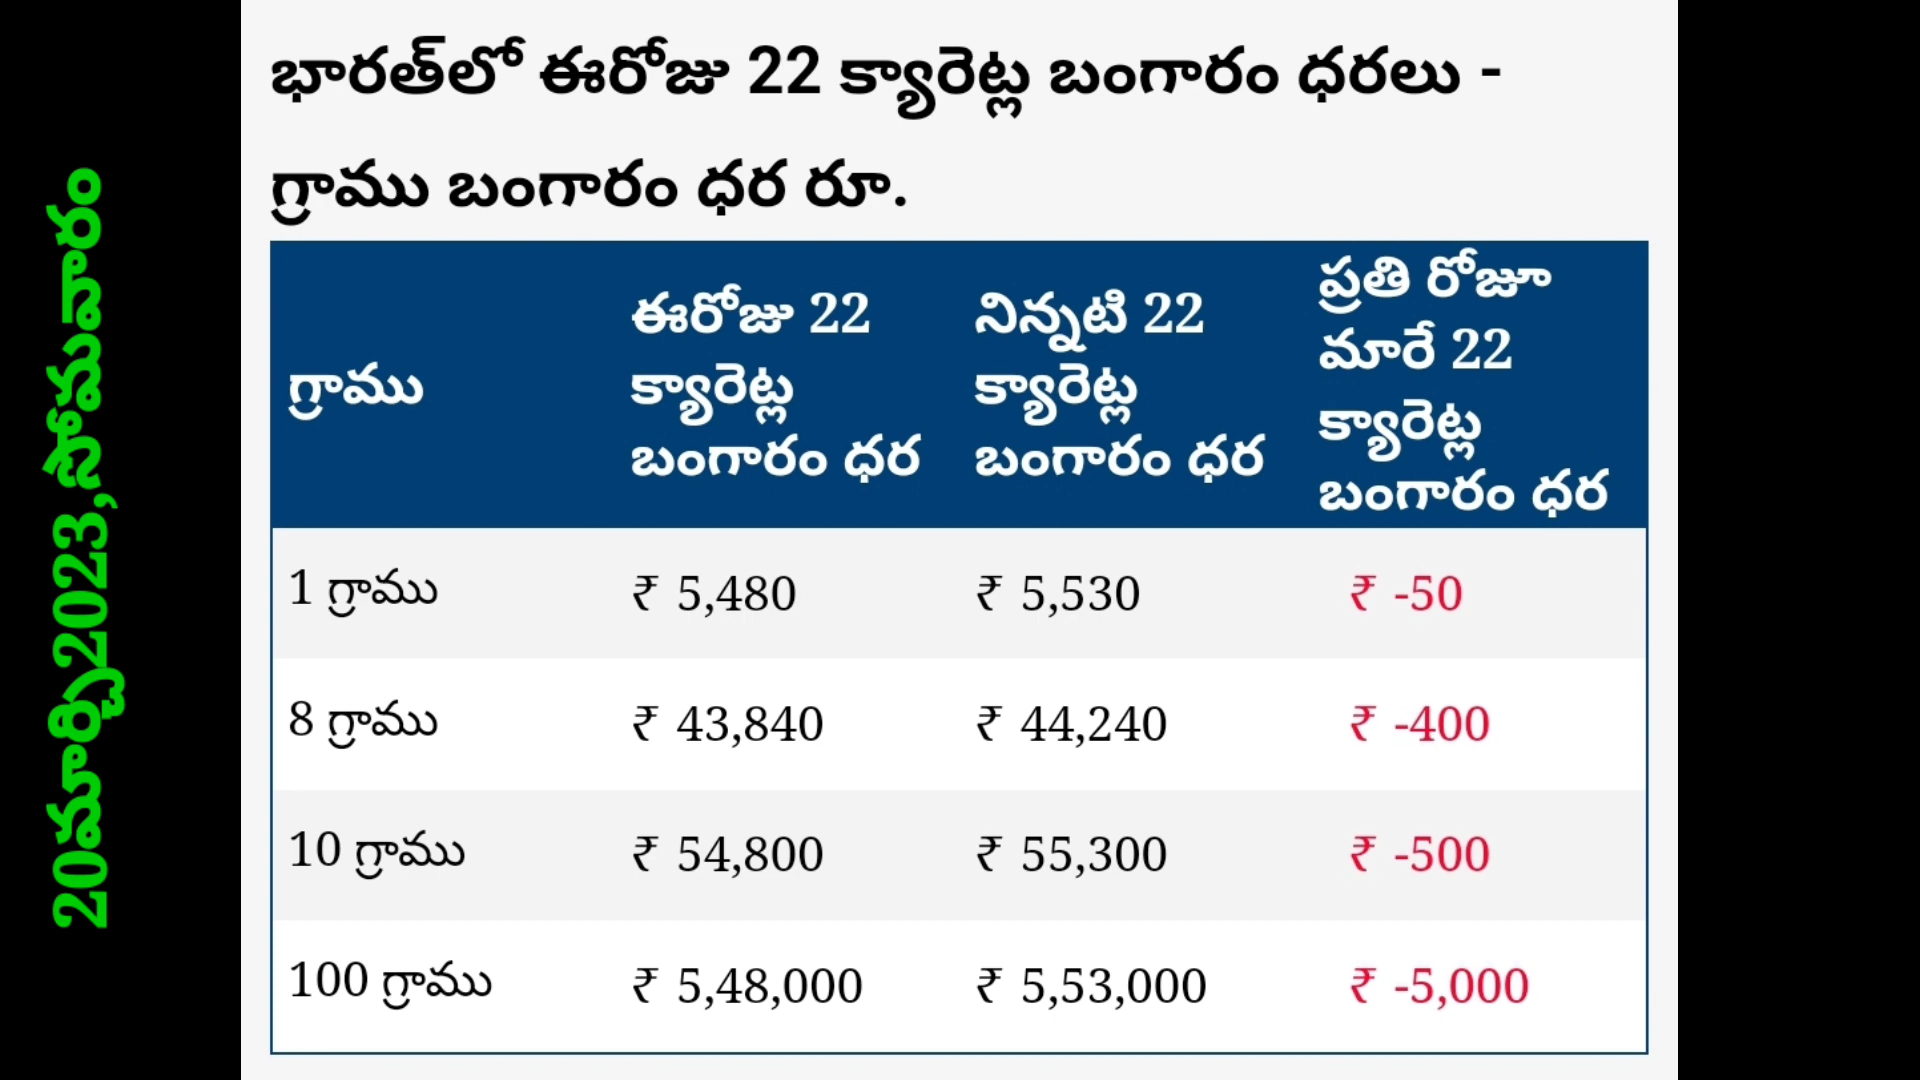 20మార్చి2023,సోమవారం
భారత్‌లో ఈరోజు 22 క్యారెట్ల బంగారం ధరలు -
గ్రాము బంగారం ధర రూ.
గ్రాము
ఈరోజు 22
క్యారెట్ల
బంగారం ధర
నిన్నటి 22
క్యారెట్ల
బంగారం ధర
ప్రతి రోజూ
మారే 22
క్యారెట్ల
బంగారం ధర
1 గ్రాము ₹ 5,480 ₹ 5,530 ₹ -50
8 గ్రాము ₹ 43,840 ₹ 44,240 ₹ -400
10 గ్రాము ₹ 54,800 ₹ 55,300 ₹ -500
100 గ్రాము ₹ 5,48,000 ₹ 5,53,000 ₹ -5,000